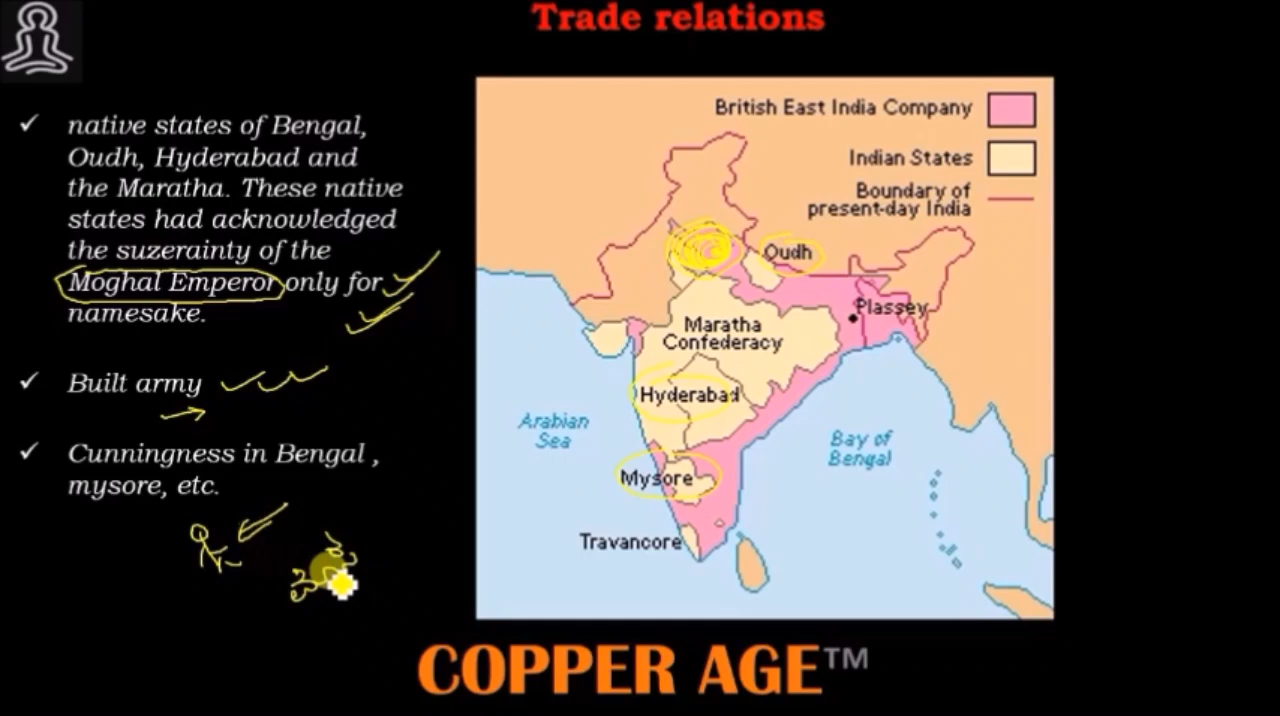 Trade relations
✓ native states of Bengal,
Oudh, Hyderabad and
the Maratha. These native
states had acknowledged
the suzerainty of the
Moghal Emperor only for
namesake.
✓ Built army
✓ Cunningness in Bengal ,
mysore, etc.
British East India Company
Indian States
Boundary of
present-day India
Oudh
Plassey
Maratha
Confederacy
Hyderabad
Arabian
Sea
Bay of
Bengal
Mysore
Travancore
COPPER AGE™